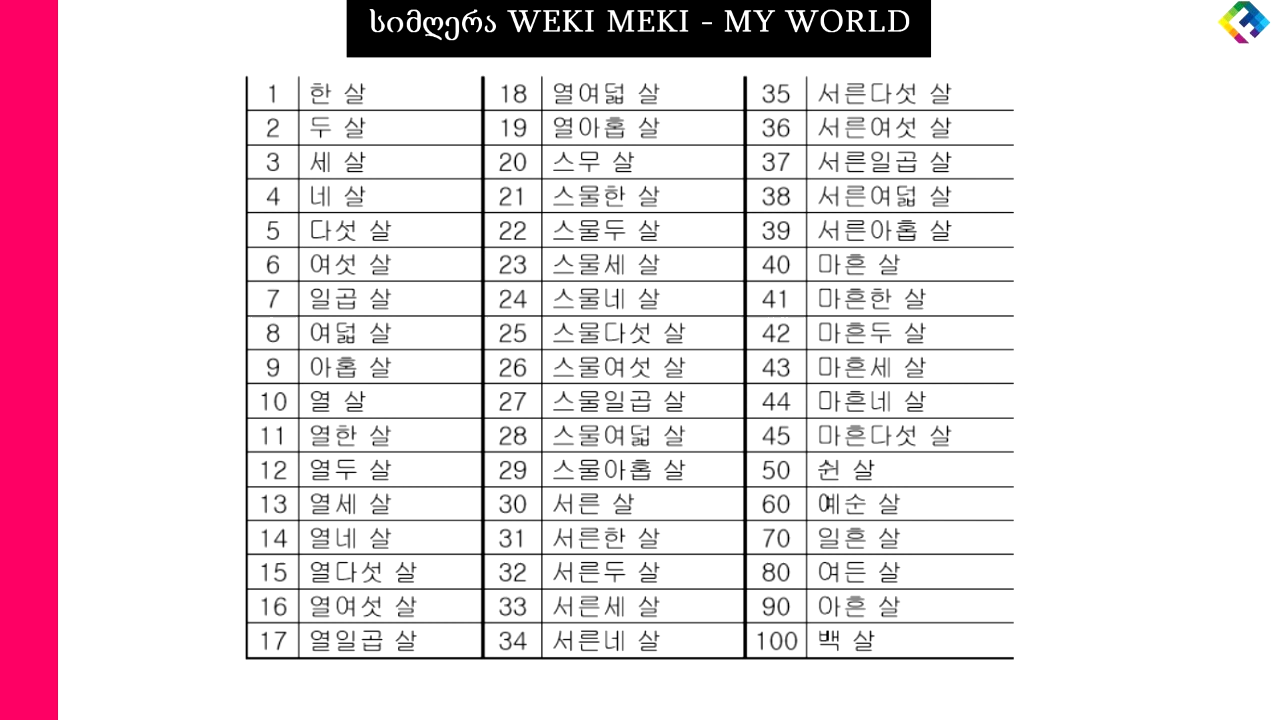 სიმღერა WEKI MEKI - MY WORLD
1 한 살 18 열여덟 살 35 서른다섯 살
2 두 살 19 열아홉 살 36 서른여섯 살
3 세 살 20 스무 살 37 서른일곱 살
4 네 살 21 스물한 살 38 서른여덟 살
5 다섯 살 22 스물두 살 39 서른아홉 살
6 여섯 살 23 스물세 살 40 마흔 살
7 일곱 살 24 스물네 살 41 마흔한 살
8 여덟 살 25 스물다섯 살 42 마흔두 살
9 아홉 살 26 스물여섯 살 43 마흔세 살
10 열 살 27 스물일곱 살 44 마흔네 살
11 열한 살 28 스물여덟 살 45 마흔다섯 살
12 열두 살 29 스물아홉 살 50 쉰 살
13 열세 살 30 서른 살 60 예순 살
14 열네 살 31 서른한 살 70 일흔 살
15 열다섯 살 32 서른두 살 80 여든 살
16 열여섯 살 33 서른세 살 90 아흔 살
17 열일곱 살 34 서른네 살 100 백 살